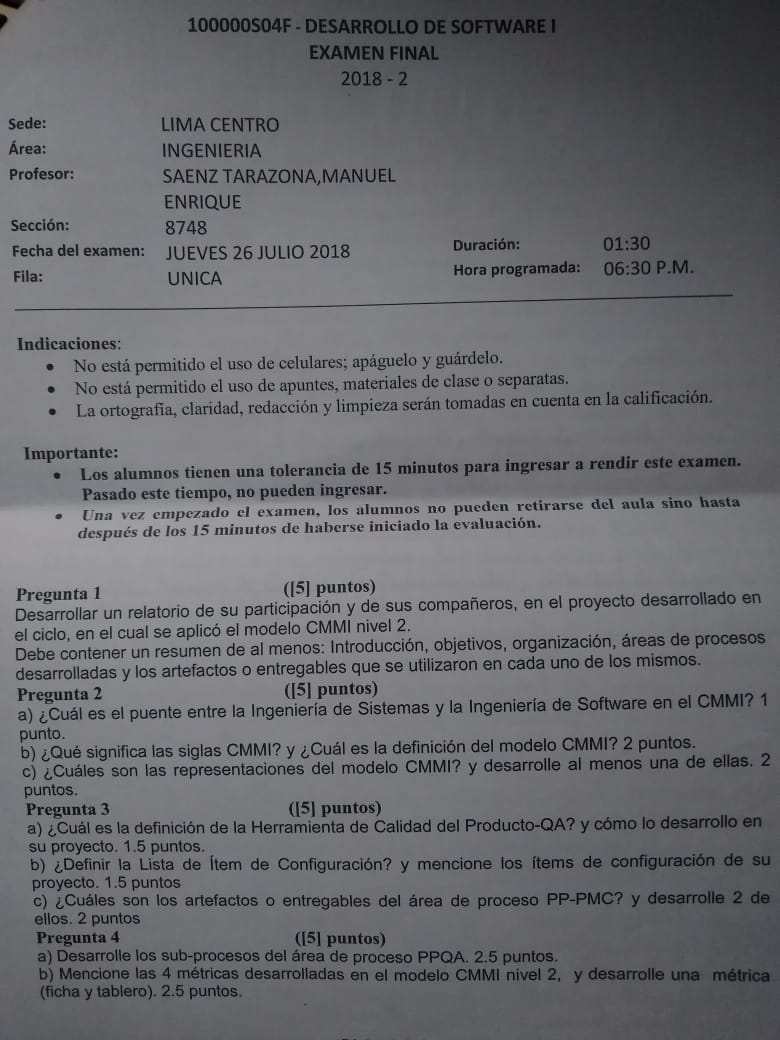 100000S04F - DESARROLLO DE SOFTWARE I
EXAMEN FINAL
2018 - 2
Sede: LIMA CENTRO
Área: INGENIERIA
Profesor: SAENZ TARAZONA,MANUEL
ENRIQUE
Sección: 8748
Fecha del examen: JUEVES 26 JULIO 2018 Duración: 01:30
Fila: UNICA Hora programada: 06:30 P.M.
Indicaciones:
• No está permitido el uso de celulares; apáguelo y guárdelo.
• No está permitido el uso de apuntes, materiales de clase o separatas.
• La ortografía, claridad, redacción y limpieza serán tomadas en cuenta en la calificación.
Importante:
• Los alumnos tienen una tolerancia de 15 minutos para ingresar a rendir este examen.
Pasado este tiempo, no pueden ingresar.
• Una vez empezado el examen, los alumnos no pueden retirarse del aula sino hasta
después de los 15 minutos de haberse iniciado la evaluación.
Pregunta 1 ([5] puntos)
Desarrollar un relatorio de su participación y de sus compañeros, en el proyecto desarrollado en
el ciclo, en el cual se aplicó el modelo CMMI nivel 2.
Debe contener un resumen de al menos: Introducción, objetivos, organización, áreas de procesos
desarrolladas y los artefactos o entregables que se utilizaron en cada uno de los mismos.
Pregunta 2 ([5] puntos)
a) ¿Cuál es el puente entre la Ingeniería de Sistemas y la Ingeniería de Software en el CMMI? 1
punto.
b) ¿Qué significa las siglas CMMI? y ¿Cuál es la definición del modelo CMMI? 2 puntos.
c) ¿Cuáles son las representaciones del modelo CMMI? y desarrolle al menos una de ellas. 2
puntos.
Pregunta 3 ([5] puntos)
a) ¿Cuál es la definición de la Herramienta de Calidad del Producto-QA? y cómo lo desarrollo en
su proyecto. 1.5 puntos.
b) ¿Definir la Lista de Ítem de Configuración? y mencione los ítems de configuración de su
proyecto. 1.5 puntos
c) ¿Cuáles son los artefactos o entregables del área de proceso PP-PMC? y desarrolle 2 de
ellos. 2 puntos
Pregunta 4 ([5] puntos)
a) Desarrolle los sub-procesos del área de proceso PPQA. 2.5 puntos.
b) Mencione las 4 métricas desarrolladas en el modelo CMMI nivel 2, y desarrolle una métrica
(ficha y tablero). 2.5 puntos.